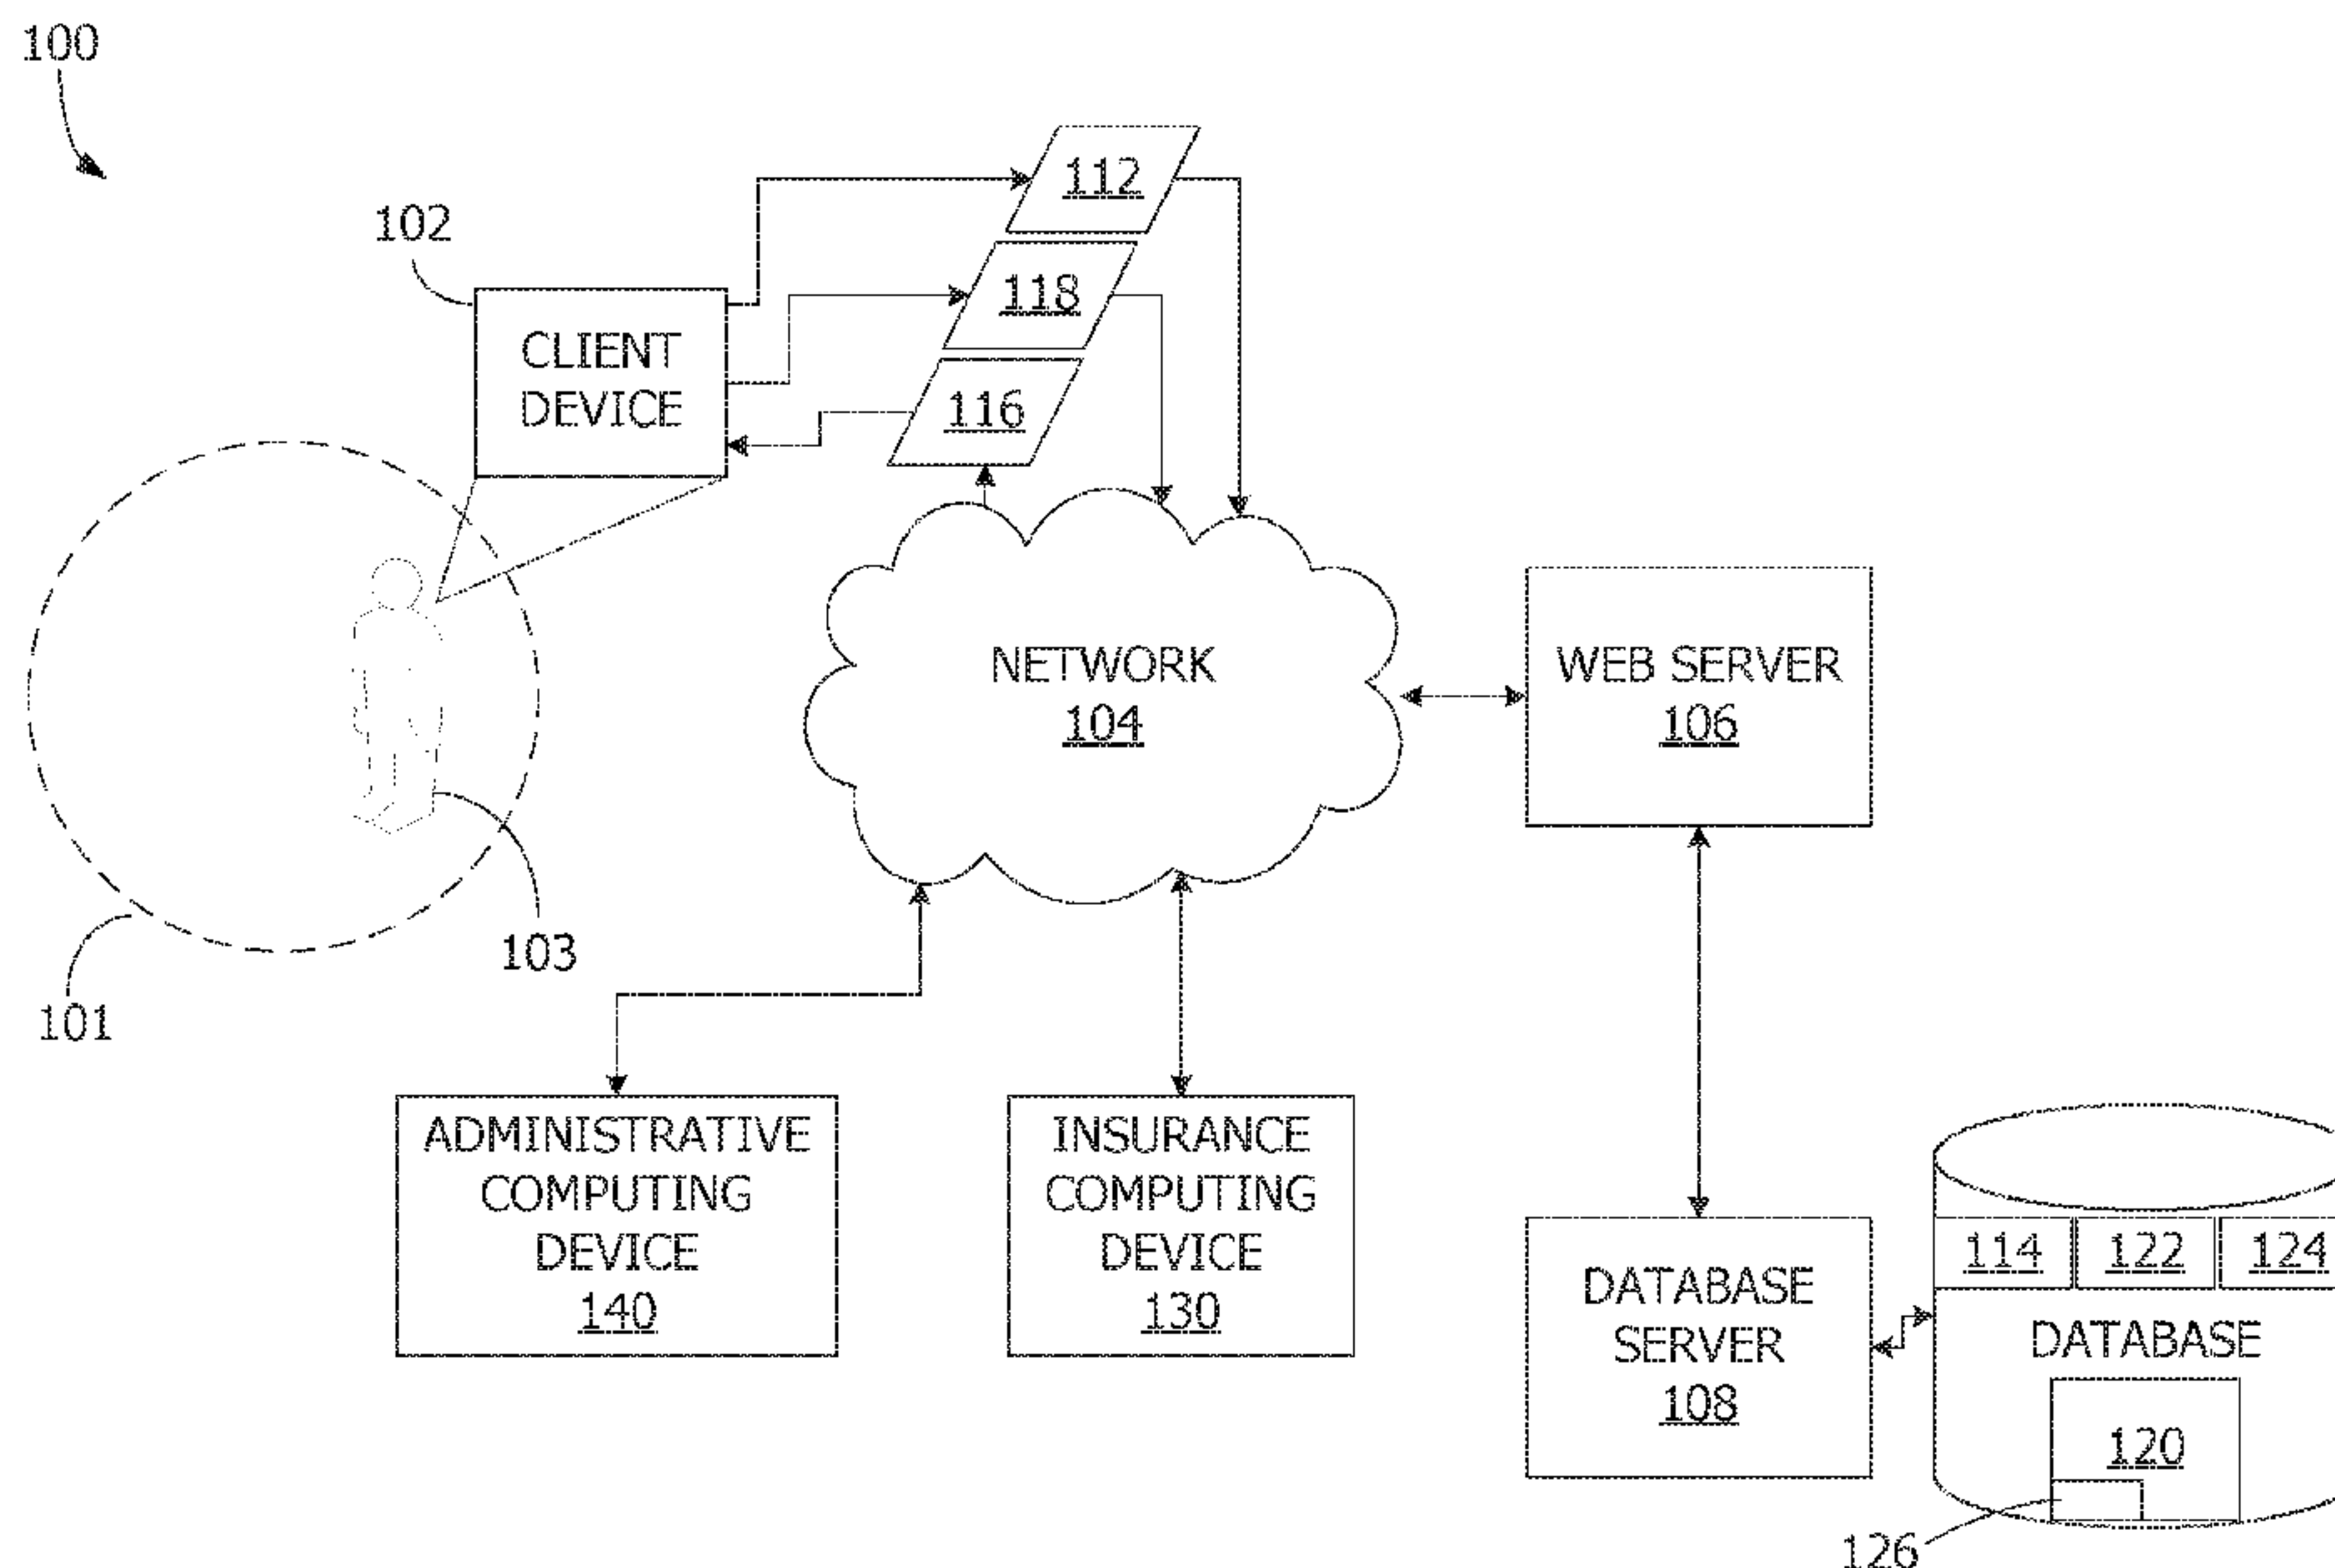 100
112
102
118
CLIENT
DEVICE
116
NETWORK
104
WEB SERVER
106
103
101
ADMINISTRATIVE
COMPUTING
DEVICE
140
INSURANCE
COMPUTING
DEVICE
130
114 122 124
DATABASE
SERVER
108
DATABASE
120
126